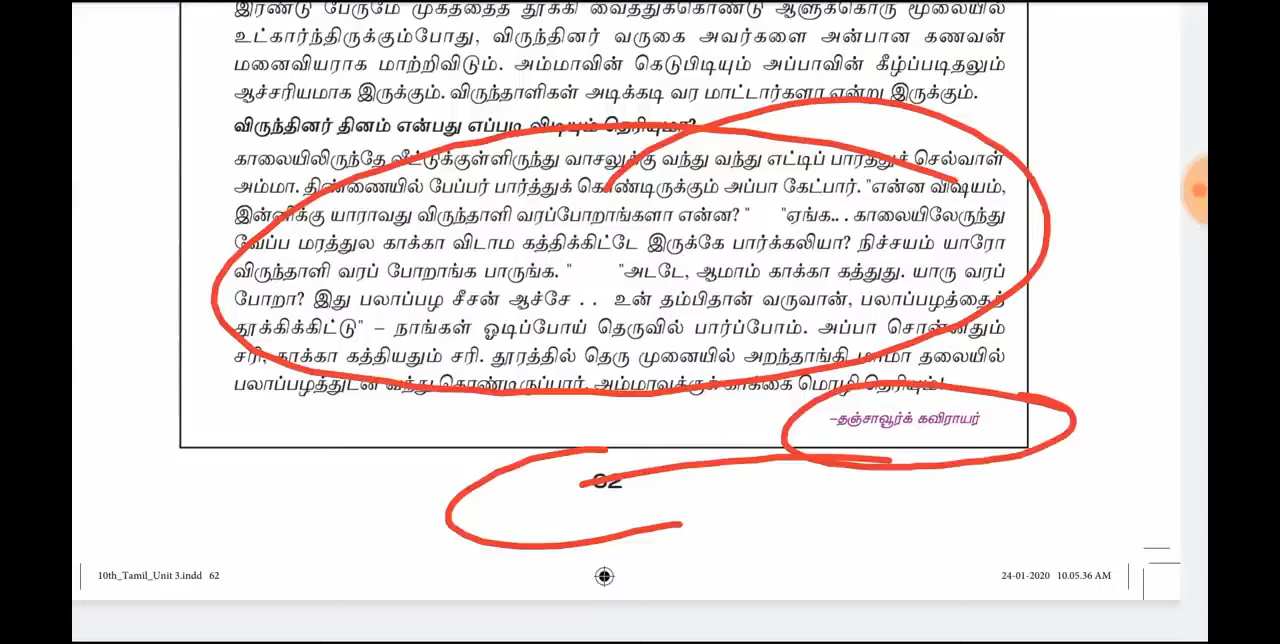 இரண்டு பேருமே முகத்தைத் தூக்கி வைத்துக்கொண்டு ஆளுக்கொரு மூலையில்
உட்கார்ந்திருக்கும்போது, விருந்தினர் வருகை அவர்களை அன்பான கணவன்
மனைவியராக மாற்றிவிடும். அம்மாவின் கெடுபிடியும் அப்பாவின் கீழ்ப்படிதலும்
ஆச்சரியமாக இருக்கும். விருந்தாளிகள் அடிக்கடி வர மாட்டார்களா என்று இருக்கும்.
விருந்தினர் தினம் என்பது எப்படி விடியும் தெரியுமா?
காலையிலிருந்தே வீட்டுக்குள்ளிருந்து வாசலுக்கு வந்து வந்து எட்டிப் பார்த்துச் செல்வாள்
அம்மா. திண்ணையில் பேப்பர் பார்த்துக் கொண்டிருக்கும் அப்பா கேட்பார். "என்ன விஷயம்,
இன்னிக்கு யாராவது விருந்தாளி வரப்போறாங்களா என்ன? " "ஏங்க.. . காலையிலேருந்து
வேப்ப மரத்துல காக்கா விடாம கத்திக்கிட்டே இருக்கே பார்க்கலியா? நிச்சயம் யாரோ
விருந்தாளி வரப் போறாங்க பாருங்க. " "அடடே, ஆமாம் காக்கா கத்துது. யாரு வரப்
போறா? இது பலாப்பழ சீசன் ஆச்சே . . உன் தம்பிதான் வருவான், பலாப்பழத்தைத்
தூக்கிக்கிட்டு" – நாங்கள் ஓடிப்போய் தெருவில் பார்ப்போம். அப்பா சொன்னதும்
சரி, காக்கா கத்தியதும் சரி. தூரத்தில் தெரு முனையில் அறந்தாங்கி மாமா தலையில்
பலாப்பழத்துடன் வந்து கொண்டிருப்பார். அம்மாவுக்குக் காக்கை மொழி தெரியும்!
–தஞ்சாவூர்க் கவிராயர்
62
10th_Tamil_Unit 3.indd 62 24-01-2020 10.05.36 AM